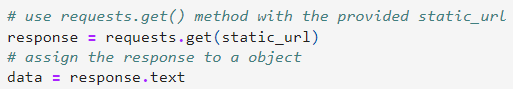 # use requests.get() method with the provided static_url
response = requests.get(static_url)
# assign the response to a object
data = response.text